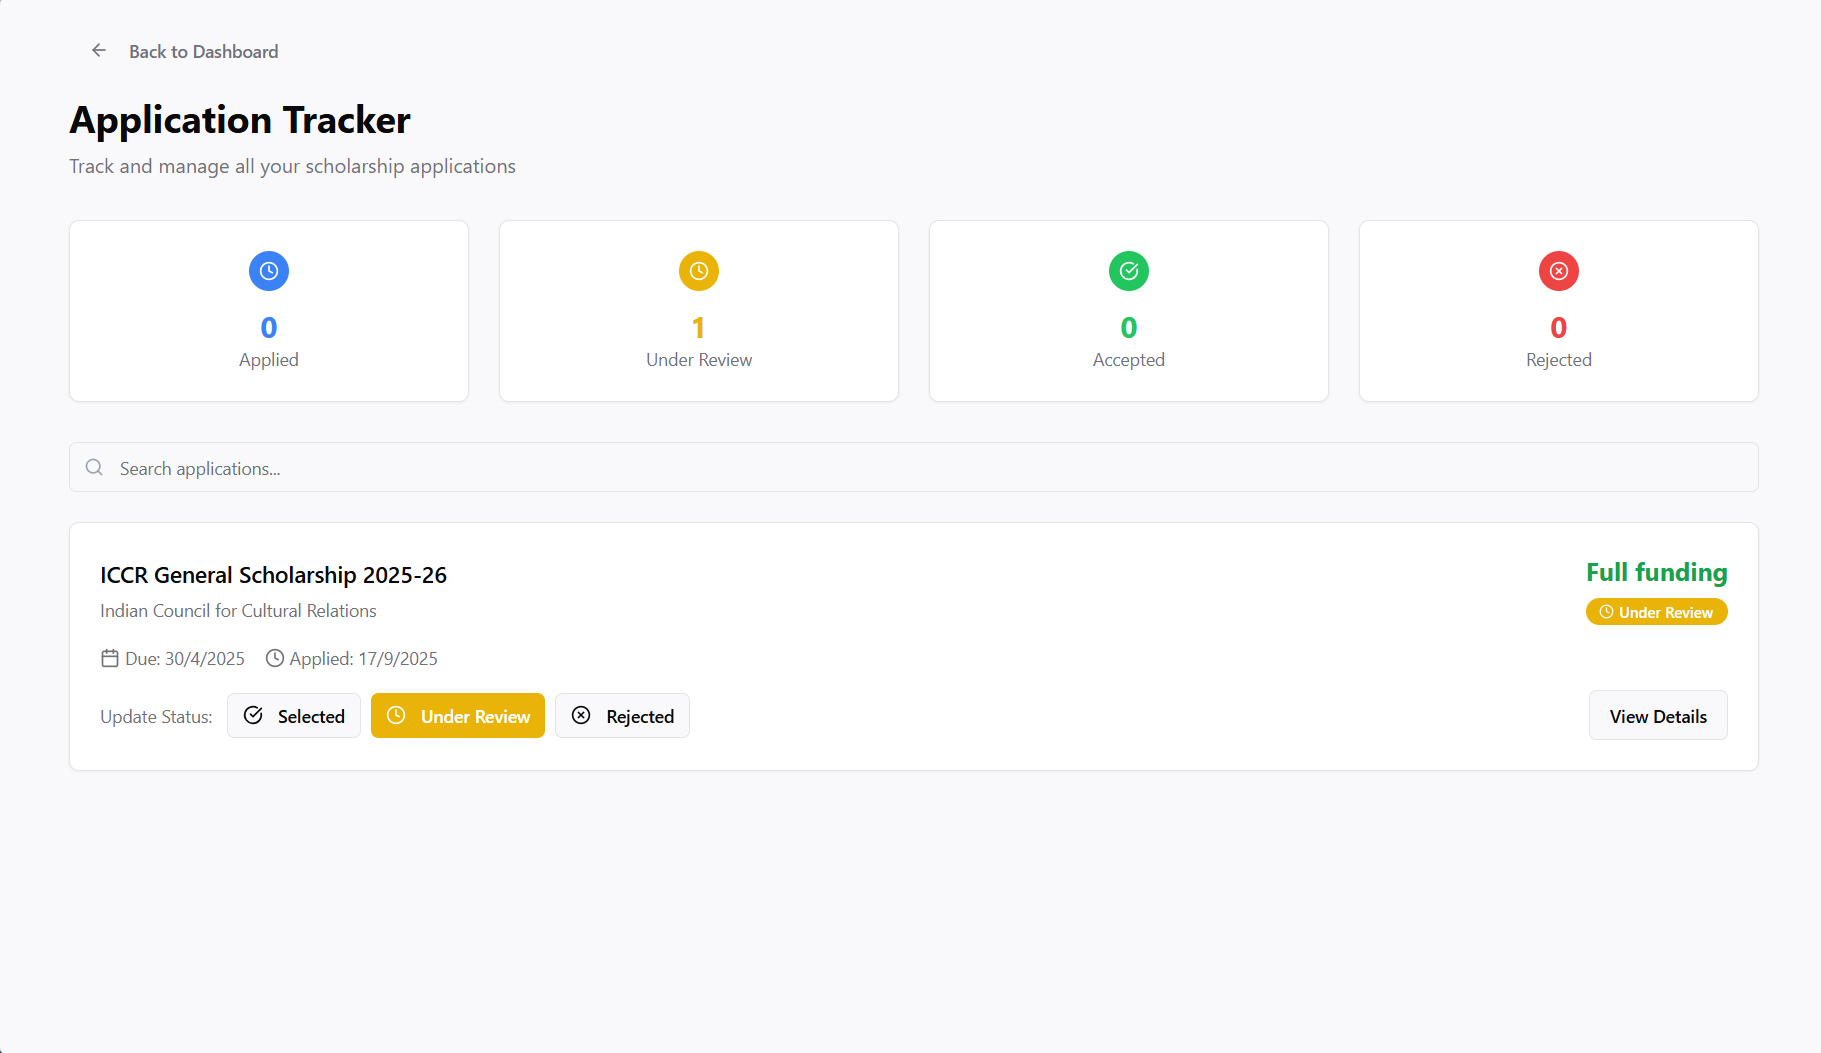 Back to Dashboard
Application Tracker
Track and manage all your scholarship applications
0
Applied
1
Under Review
0
Accepted
0
Rejected
Search applications...
ICCR General Scholarship 2025-26
Full funding
Indian Council for Cultural Relations
Under Review
Due: 30/4/2025 Applied: 17/9/2025
Update Status: Selected Under Review Rejected View Details